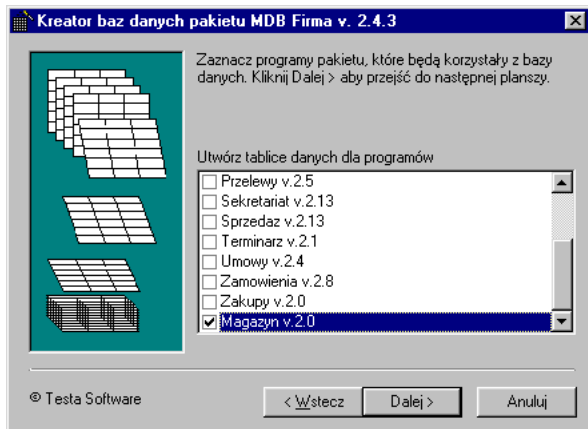 Kreator baz danych pakietu MDB Firma v. 2.4.3
Zaznacz programy pakietu, które będą korzystały z bazy
danych. Kliknij Dalej > aby przejść do następnej planszy.
Utwórz tablice danych dla programów
Przelewy v.2.5
Sekretariat v.2.13
Sprzedaz v.2.13
Terminarz v.2.1
Umowy v.2.4
Zamowienia v.2.8
Zakupy v.2.0
Magazyn v.2.0
© Testa Software
< Wstecz
Dalej >
Anuluj